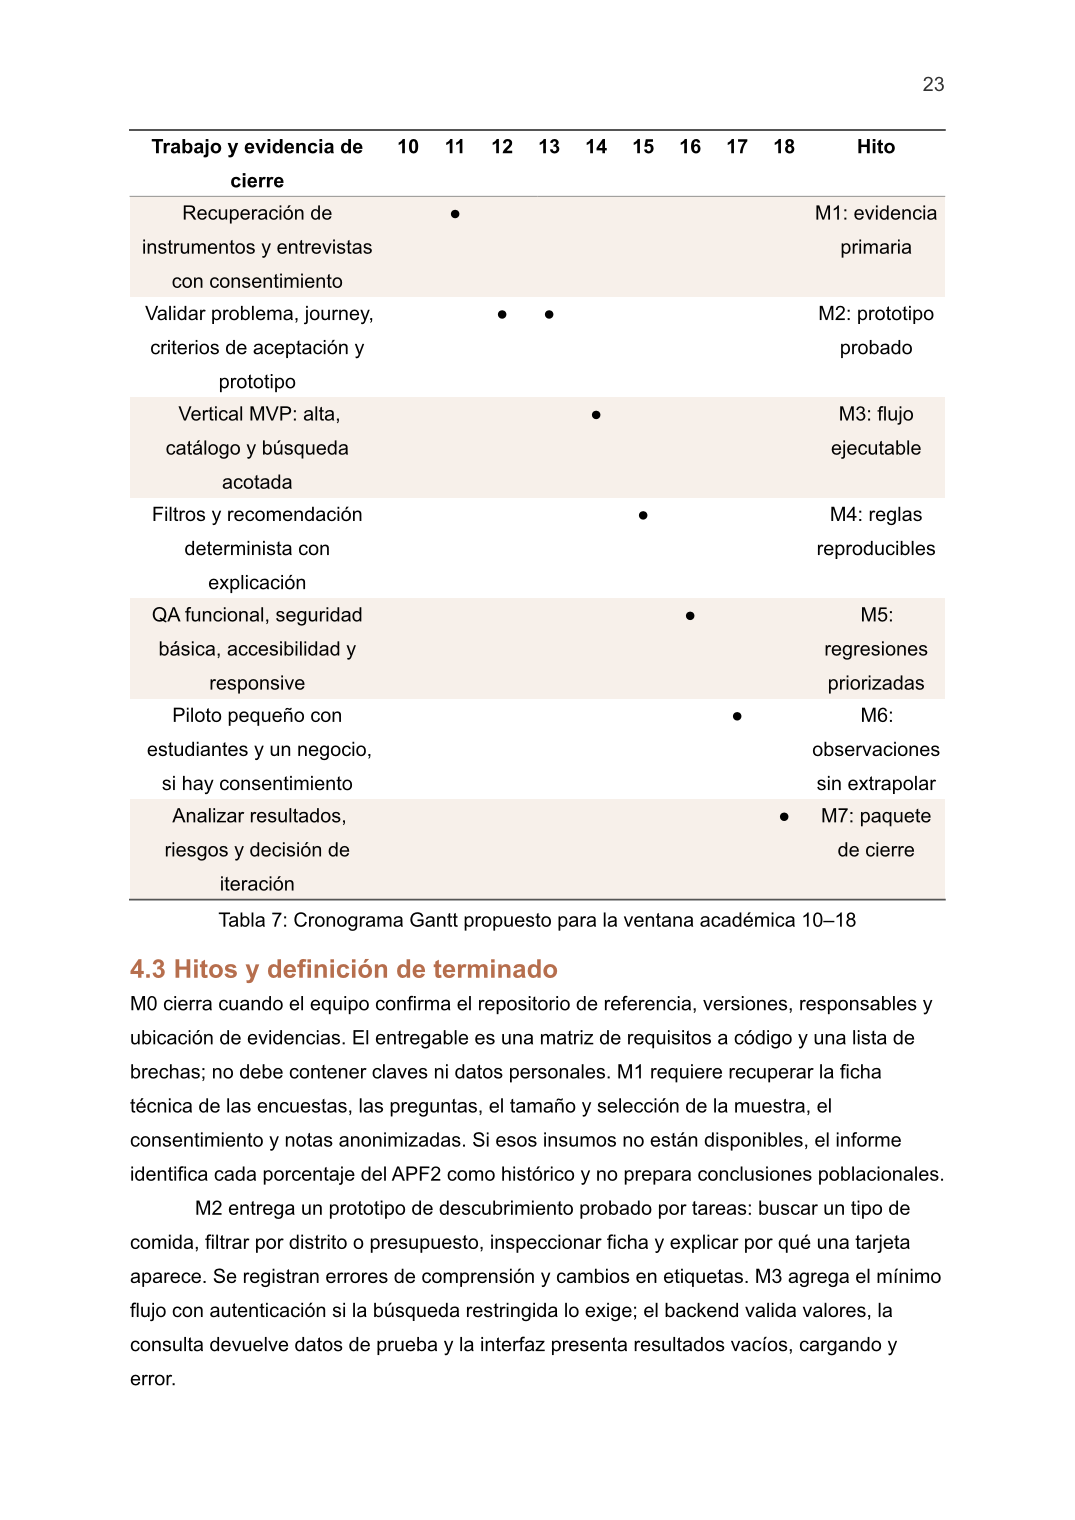 23
Trabajo y evidencia de cierre 10 11 12 13 14 15 16 17 18 Hito
Recuperación de ● M1: evidencia
instrumentos y entrevistas primaria
con consentimiento
Validar problema, journey, ● ● M2: prototipo
criterios de aceptación y probado
prototipo
Vertical MVP: alta, ● M3: flujo
catálogo y búsqueda ejecutable
acotada
Filtros y recomendación ● M4: reglas
determinista con reproducibles
explicación
QA funcional, seguridad ● M5:
básica, accesibilidad y regresiones
responsive priorizadas
Piloto pequeño con ● M6:
estudiantes y un negocio, observaciones
si hay consentimiento sin extrapolar
Analizar resultados, ● M7: paquete
riesgos y decisión de de cierre
iteración
Tabla 7: Cronograma Gantt propuesto para la ventana académica 10–18
4.3 Hitos y definición de terminado
M0 cierra cuando el equipo confirma el repositorio de referencia, versiones, responsables y
ubicación de evidencias. El entregable es una matriz de requisitos a código y una lista de
brechas; no debe contener claves ni datos personales. M1 requiere recuperar la ficha
técnica de las encuestas, las preguntas, el tamaño y selección de la muestra, el
consentimiento y notas anonimizadas. Si esos insumos no están disponibles, el informe
identifica cada porcentaje del APF2 como histórico y no prepara conclusiones poblacionales.
M2 entrega un prototipo de descubrimiento probado por tareas: buscar un tipo de
comida, filtrar por distrito o presupuesto, inspeccionar ficha y explicar por qué una tarjeta
aparece. Se registran errores de comprensión y cambios en etiquetas. M3 agrega el mínimo
flujo con autenticación si la búsqueda restringida lo exige; el backend valida valores, la
consulta devuelve datos de prueba y la interfaz presenta resultados vacíos, cargando y
error.